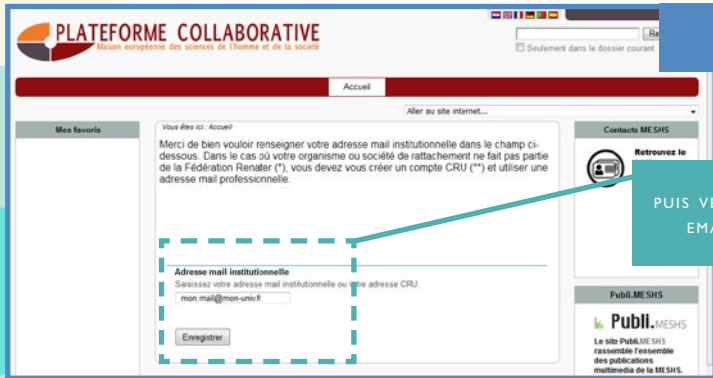 PLATEFORME COLLABORATIVE
Maison européenne des sciences de l'homme et de la société
Seulement dans le dossier courant
Accueil
Aller au site internet...
Mes favoris
Vous êtes ici : Accueil
Merci de bien vouloir renseigner votre adresse mail institutionnelle dans le champ ci-
dessous. Dans le cas où votre organisme ou société de rattachement ne fait pas partie
de la Fédération Renater (*), vous devez vous créer un compte CRU (**) et utiliser une
adresse mail professionnelle.
Adresse mail institutionnelle
Saisissez votre adresse mail institutionnelle ou votre adresse CRU.
mon.mail@mon-univ.fr
Enregistrer
Contacts MESHS
Retrouvez le
PUIS
Publi.MESHS
Publi.MESHS
Le site Publi.MESHS
rassemble l'ensemble
des publications
multimedia de la MESHS.